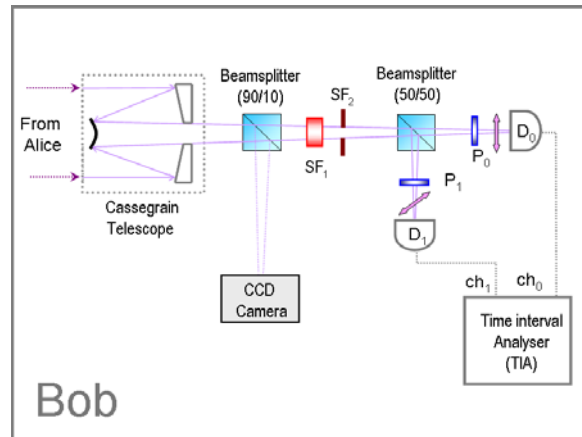 Beamsplitter
(90/10)
SF2
Beamsplitter
(50/50)
From
Alice
SF1
P0
D0
P1
D1
Cassegrain
Telescope
CCD
Camera
ch1
ch0
Time interval
Analyser
(TIA)
Bob